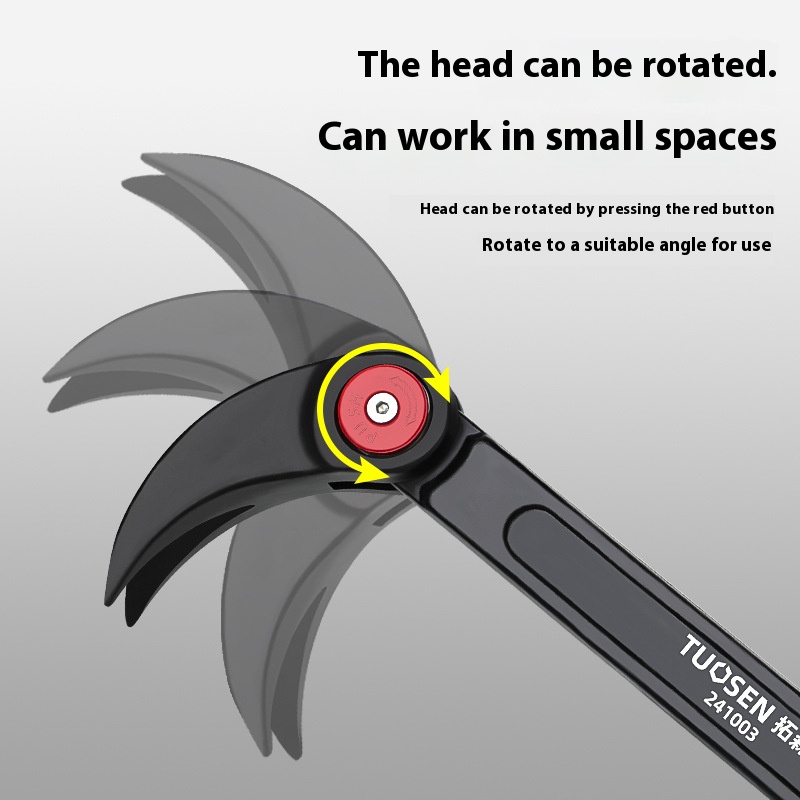 The head can be rotated.
Can work in small spaces
Head can be rotated by pressing the red button
Rotate to a suitable angle for use
PUSH
TUOSEN 拓森
241003